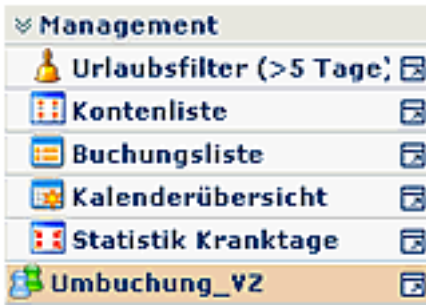 Management
Urlaubsfilter (>5 Tage)
Kontenliste
Buchungsliste
Kalenderübersicht
Statistik Kranktage
Umbuchung_V2